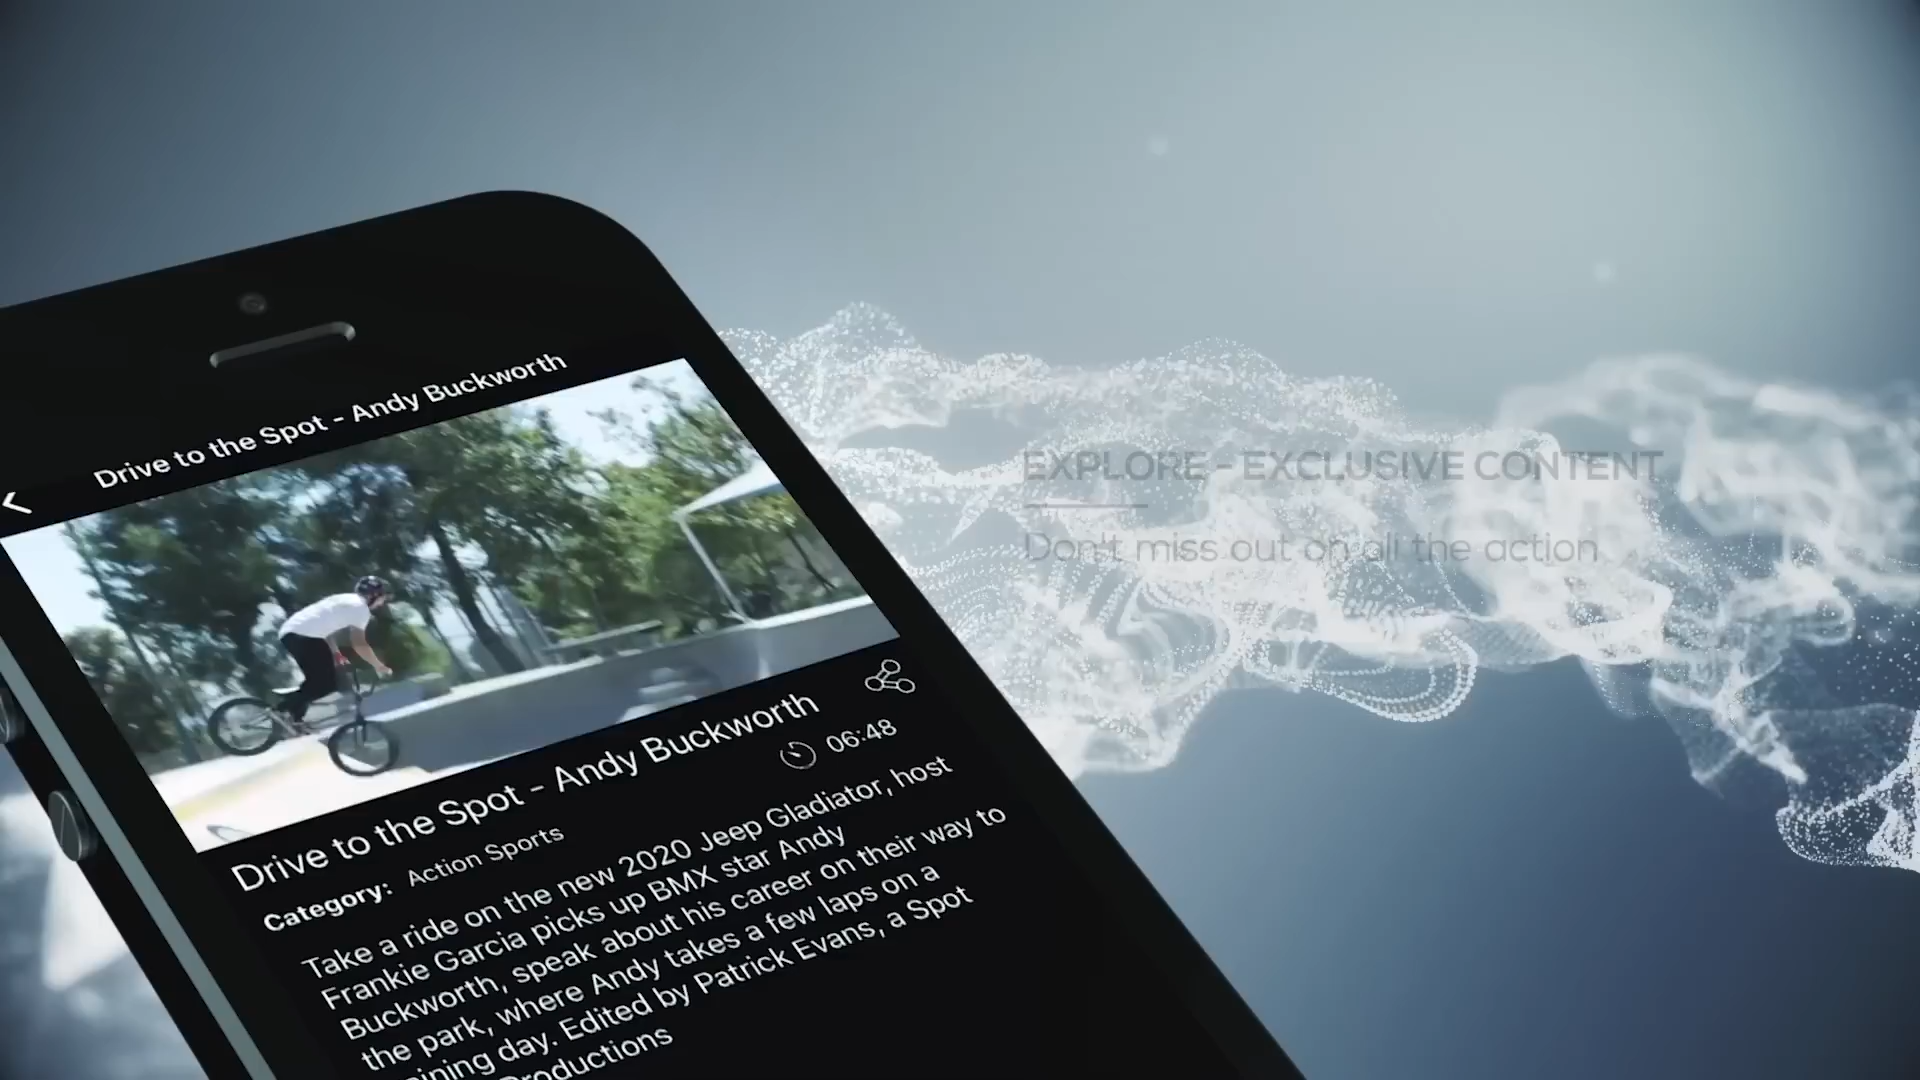 Drive to the Spot - Andy Buckworth
EXPLORE - EXCLUSIVE CONTENT
Don't miss out on all the action
Drive to the Spot - Andy Buckworth
06:48
Category: Action Sports
Take a ride on the new 2020 Jeep Gladiator, host
Frankie Garcia picks up BMX star Andy
Buckworth, speak about his career on their way to
the park, where Andy takes a few laps on a
day. Edited by Patrick Evans, a Spot